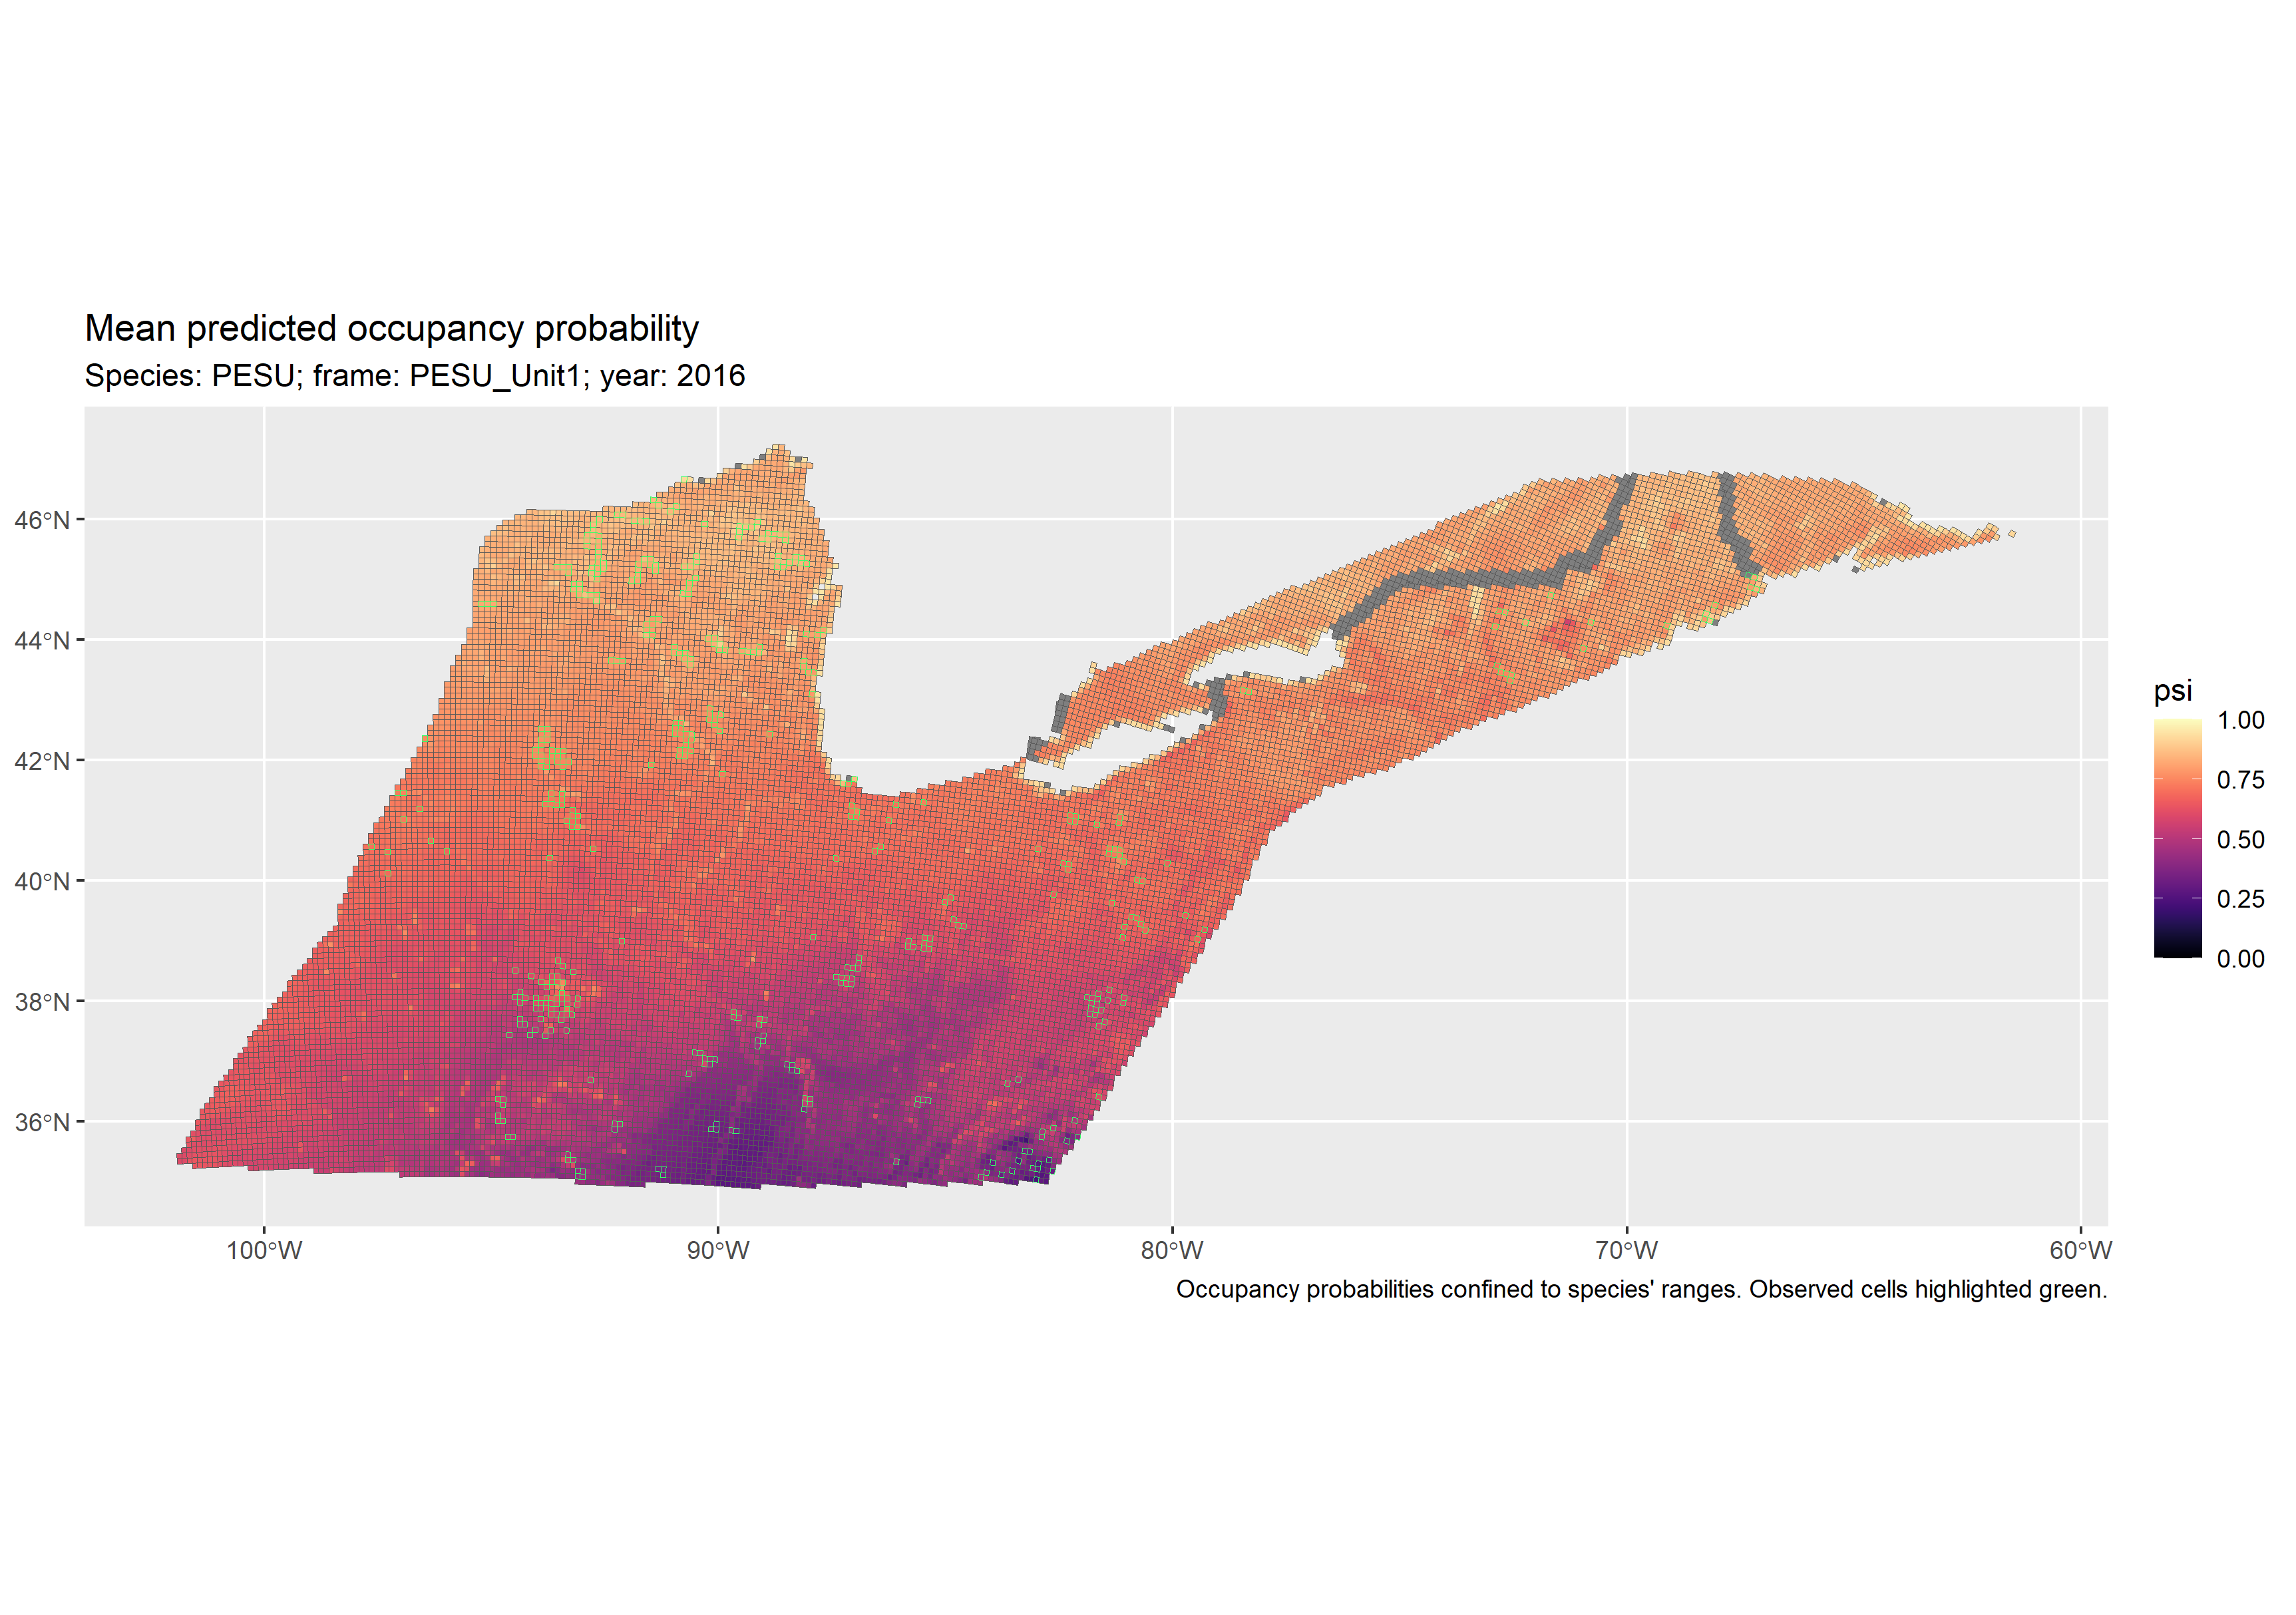 Mean predicted occupancy probability
Species: PESU; frame: PESU_Unit1; year: 2016
46°N
44°N
42°N
40°N
38°N
36°N
100°W
90°W
80°W
70°W
60°W
psi
1.00
0.75
0.50
0.25
0.00
Occupancy probabilities confined to species' ranges. Observed cells highlighted green.